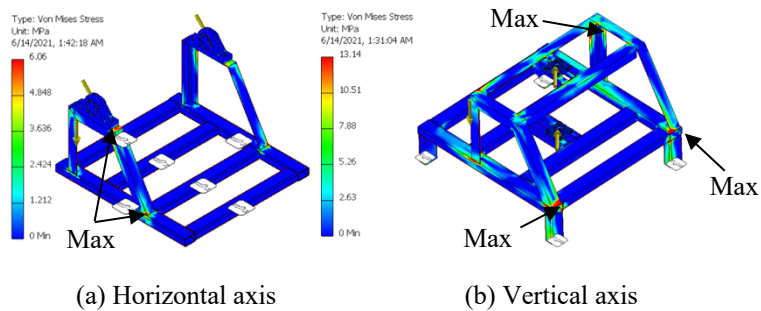 Type: Von Mises Stress
Unit: MPa
6/14/2021, 1:42:18 AM
6.06
4.848
3.636
2.424
1.212
0 Min
Max
Type: Von Mises Stress
Unit: MPa
6/14/2021, 1:31:04 AM
13.14
10.51
7.88
5.26
2.63
0 Min
Max
Max
Max
(a) Horizontal axis
(b) Vertical axis